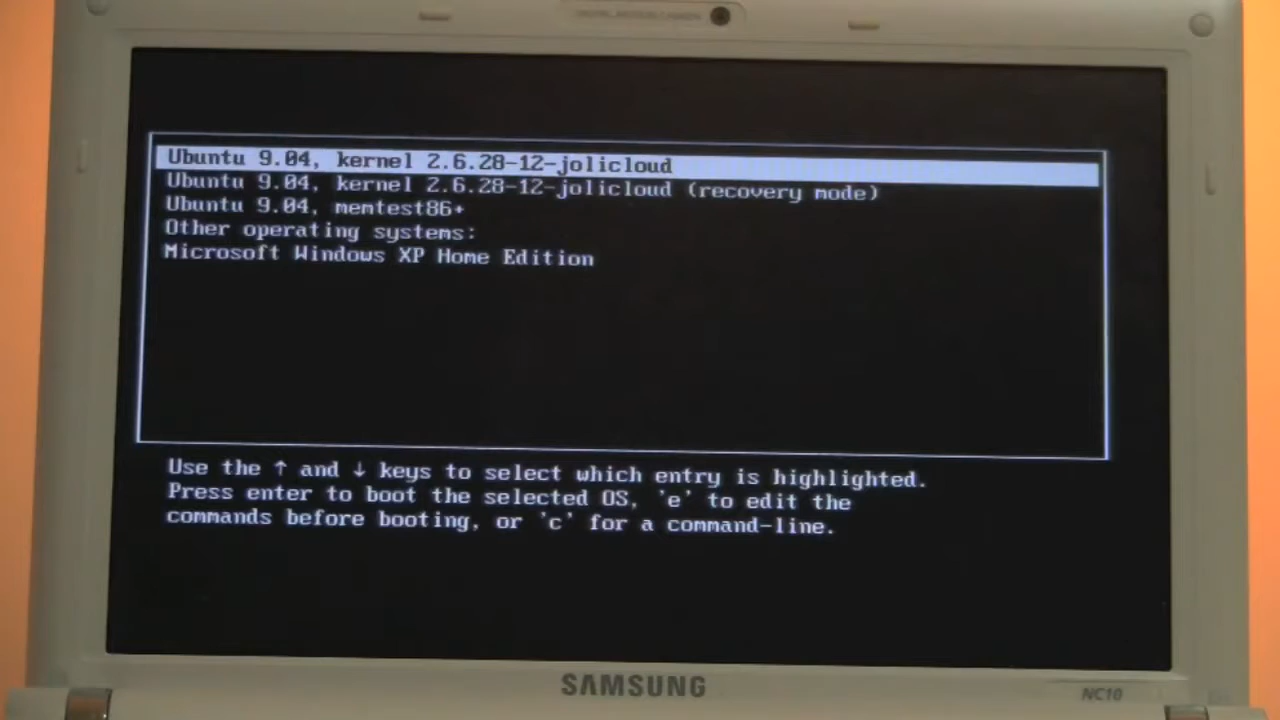 Ubuntu 9.04, kernel 2.6.28-12-jolicloud
Ubuntu 9.04, kernel 2.6.28-12-jolicloud (recovery mode)
Ubuntu 9.04, memtest86+
Other operating systems:
Microsoft Windows XP Home Edition
Use the ↑ and ↓ keys to select which entry is highlighted.
Press enter to boot the selected OS, 'e' to edit the
commands before booting, or 'c' for a command-line.
SAMSUNG
NC10